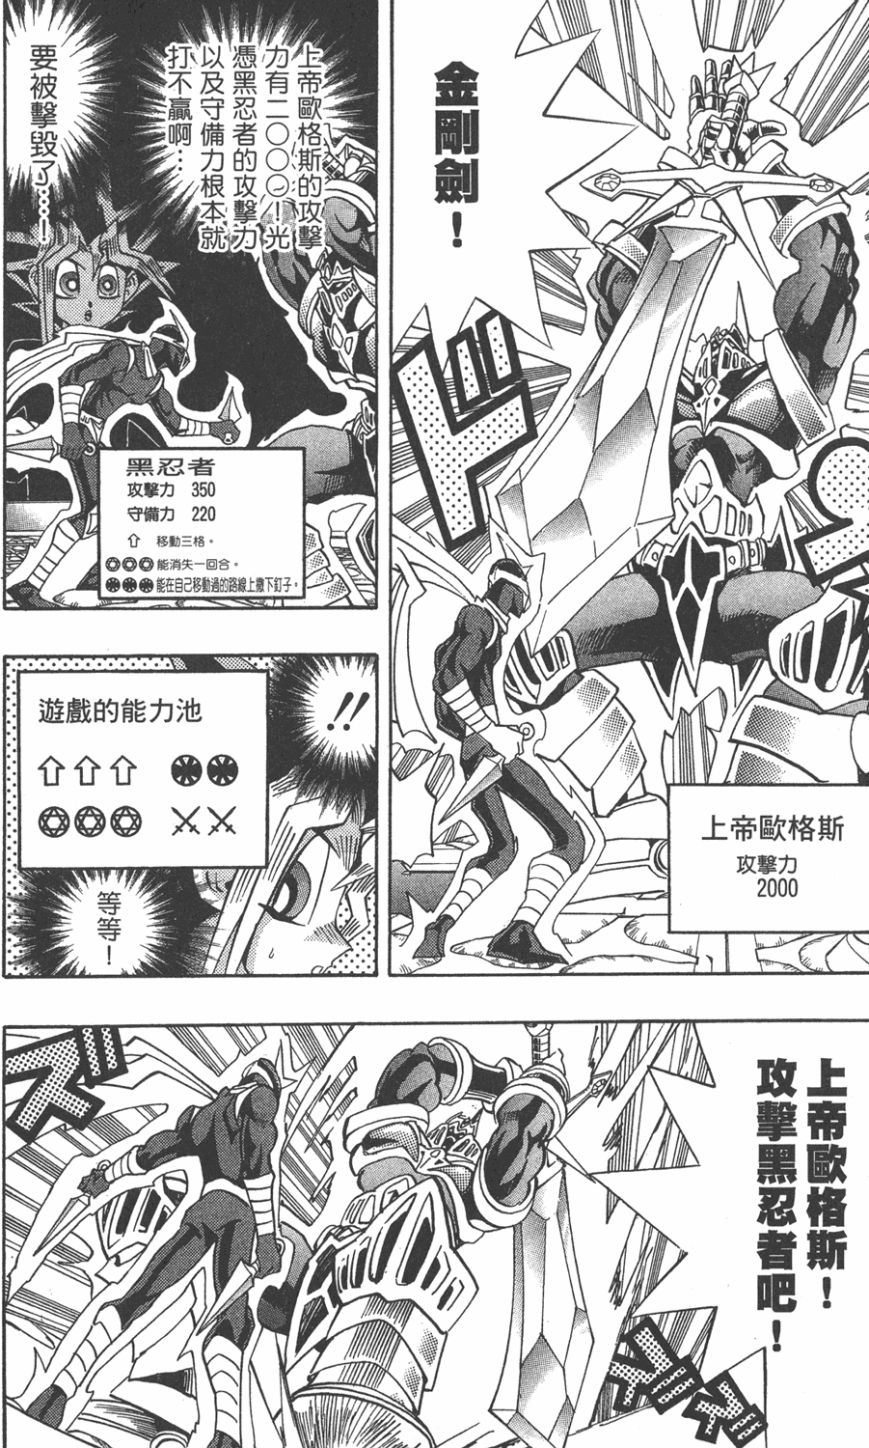 金剛劍！
ド
上帝歐格斯
攻擊力
2000
上帝歐格斯的攻擊
力有二〇〇〇！光
憑黑忍者的攻擊力
以及守備力根本就
打不贏啊…
要被擊毀了…！
黑忍者
攻擊力 350
守備力 220
⇧ 移動三格。
能消失一回合。
能在自己移動過的路線上撒下釘子。
!!
遊戲的能力池
等等！
上帝歐格斯！
攻擊黑忍者吧！
ズ
ズズ